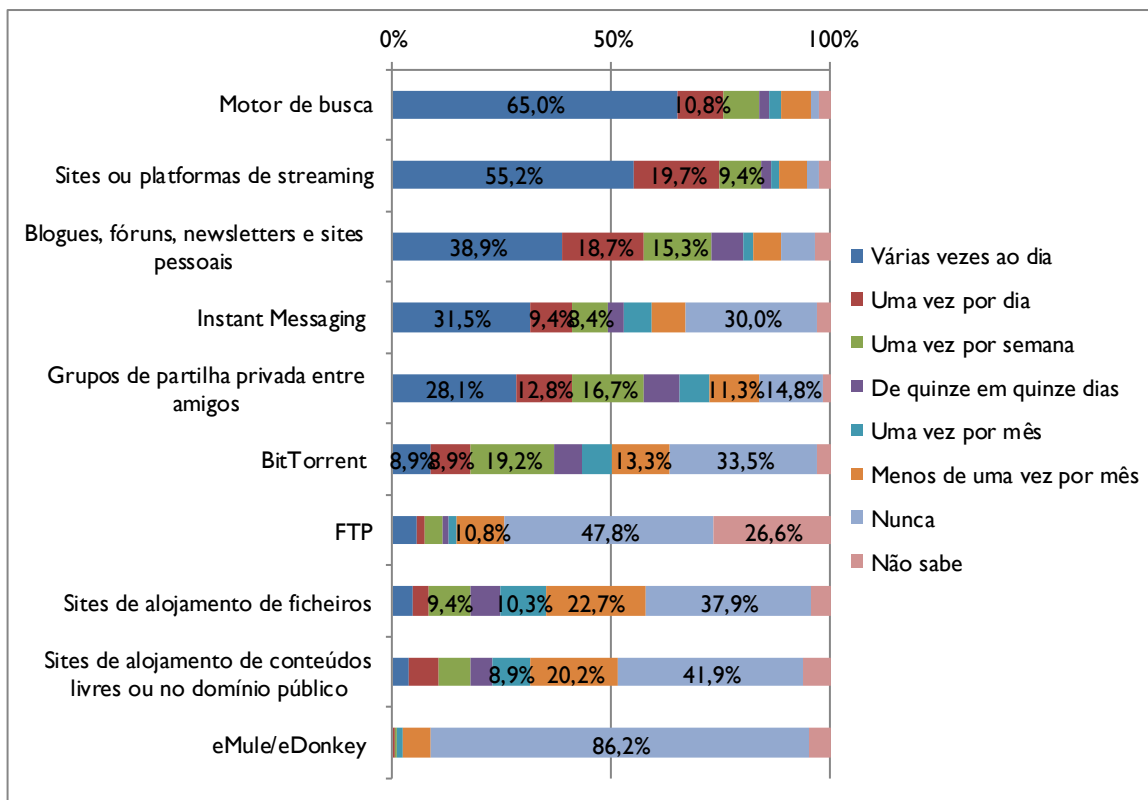 0% 50% 100%
Motor de busca 65,0% 10,8%
Sites ou platformas de streaming 55,2% 19,7% 9,4%
Blogues, fóruns, newsletters e sites
pessoais 38,9% 18,7% 15,3%
Instant Messaging 31,5% 9,4% 8,4% 30,0%
Grupos de partilha privada entre
amigos 28,1% 12,8% 16,7% 11,3% 14,8%
BitTorrent 8,9% 8,9% 19,2% 13,3% 33,5%
FTP 10,8% 47,8% 26,6%
Sites de alojamento de ficheiros 9,4% 10,3% 22,7% 37,9%
Sites de alojamento de conteúdos
livres ou no domínio público 8,9% 20,2% 41,9%
eMule/eDonkey 86,2%
Várias vezes ao dia
Uma vez por dia
Uma vez por semana
De quinze em quinze dias
Uma vez por mês
Menos de uma vez por mês
Nunca
Não sabe